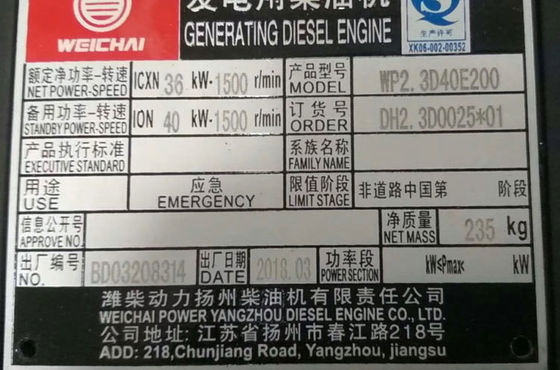 发电用柴油机
WEICHAI
GENERATING DIESEL ENGINE
生产许可
XK06-002-00352
额定净功率-转速 ICXN 36 kW-1500 r/min 产品型号 WP2.3D40E200
NET POWER-SPEED MODEL
备用功率-转速 ION 40 kW-1500 r/min 订货号 DH2.3D0025*01
STANDBY POWER-SPEED ORDER
产品执行标准 系族名称
EXECUTIVE STANDARD FAMILY NAME
用途 应急 限值阶段 非道路中国第 阶段
USE EMERGENCY LIMIT STAGE
信息公开号 净质量 235 kg
APPROVE NO. NET MASS
出厂编号 BD03208314 出厂日期 2018.03 功率段 kW≤Pmax< kW
NO. DATE POWER SECTION
潍柴动力扬州柴油机有限责任公司
WEICHAI POWER YANGZHOU DIESEL ENGINE CO., LTD.
公司地址: 江苏省扬州市春江路218号
ADD: 218,Chunjiang Road, Yangzhou, jiangsu